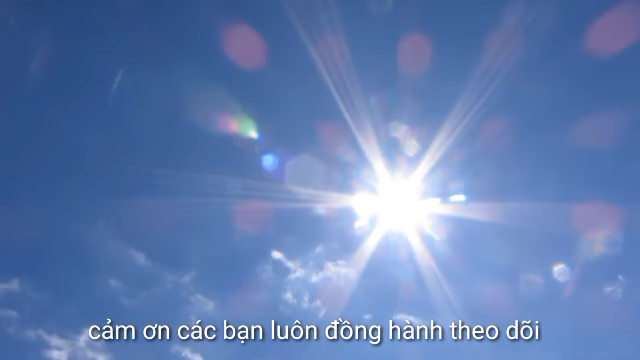 cảm ơn các bạn luôn đồng hành theo dõi